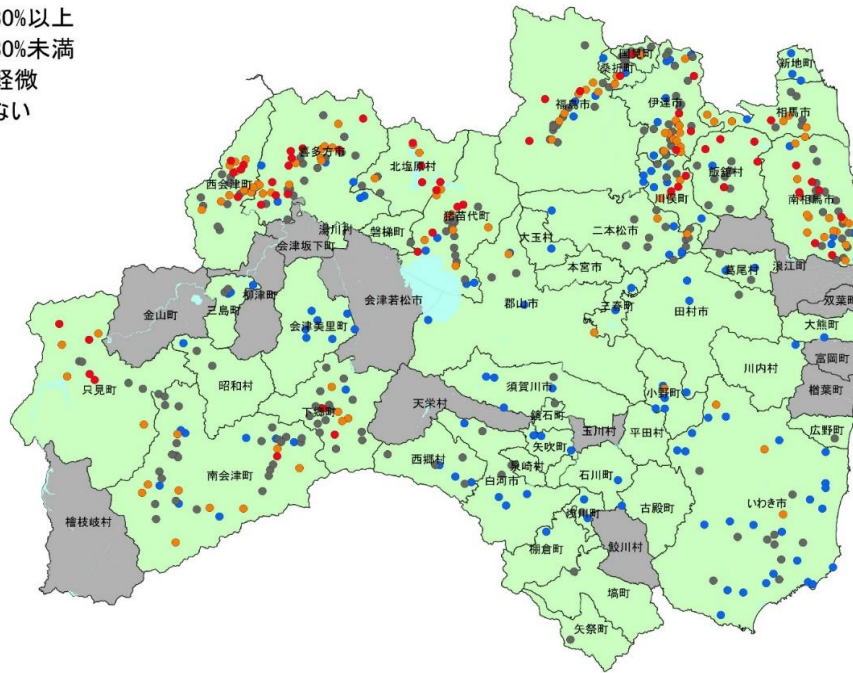 30%以上
30%未満
軽微
ない
国見町
桑折町
新地町
福島市
伊達市
相馬市
喜多方市
北塩原村
飯舘村
西会津町
川俣町
南相馬市
猪苗代町
湯川村
磐梯町
大玉村
二本松市
会津坂下町
本宮市
葛尾村
浪江町
金山町
柳津町
会津若松市
郡山市
三春町
田村市
双葉町
三島町
会津美里町
大熊町
富岡町
川内村
只見町
昭和村
天栄村
須賀川市
小野町
楢葉町
下郷町
鏡石町
玉川村
平田村
広野町
矢吹町
西郷村
泉崎村
南会津町
白河市
石川町
いわき市
檜枝岐村
浅川町
古殿町
棚倉町
鮫川村
塙町
矢祭町